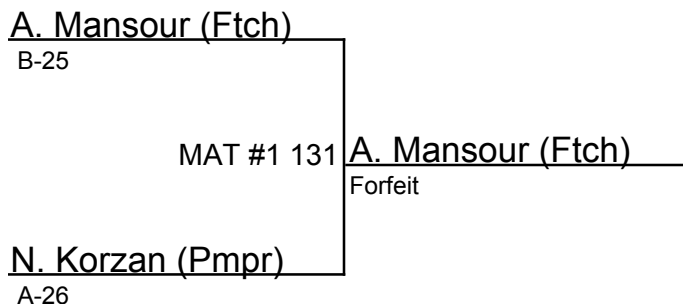 A. Mansour (Ftch)
B-25
MAT #1 131
A. Mansour (Ftch)
Forfeit
N. Korzan (Pmpr)
A-26